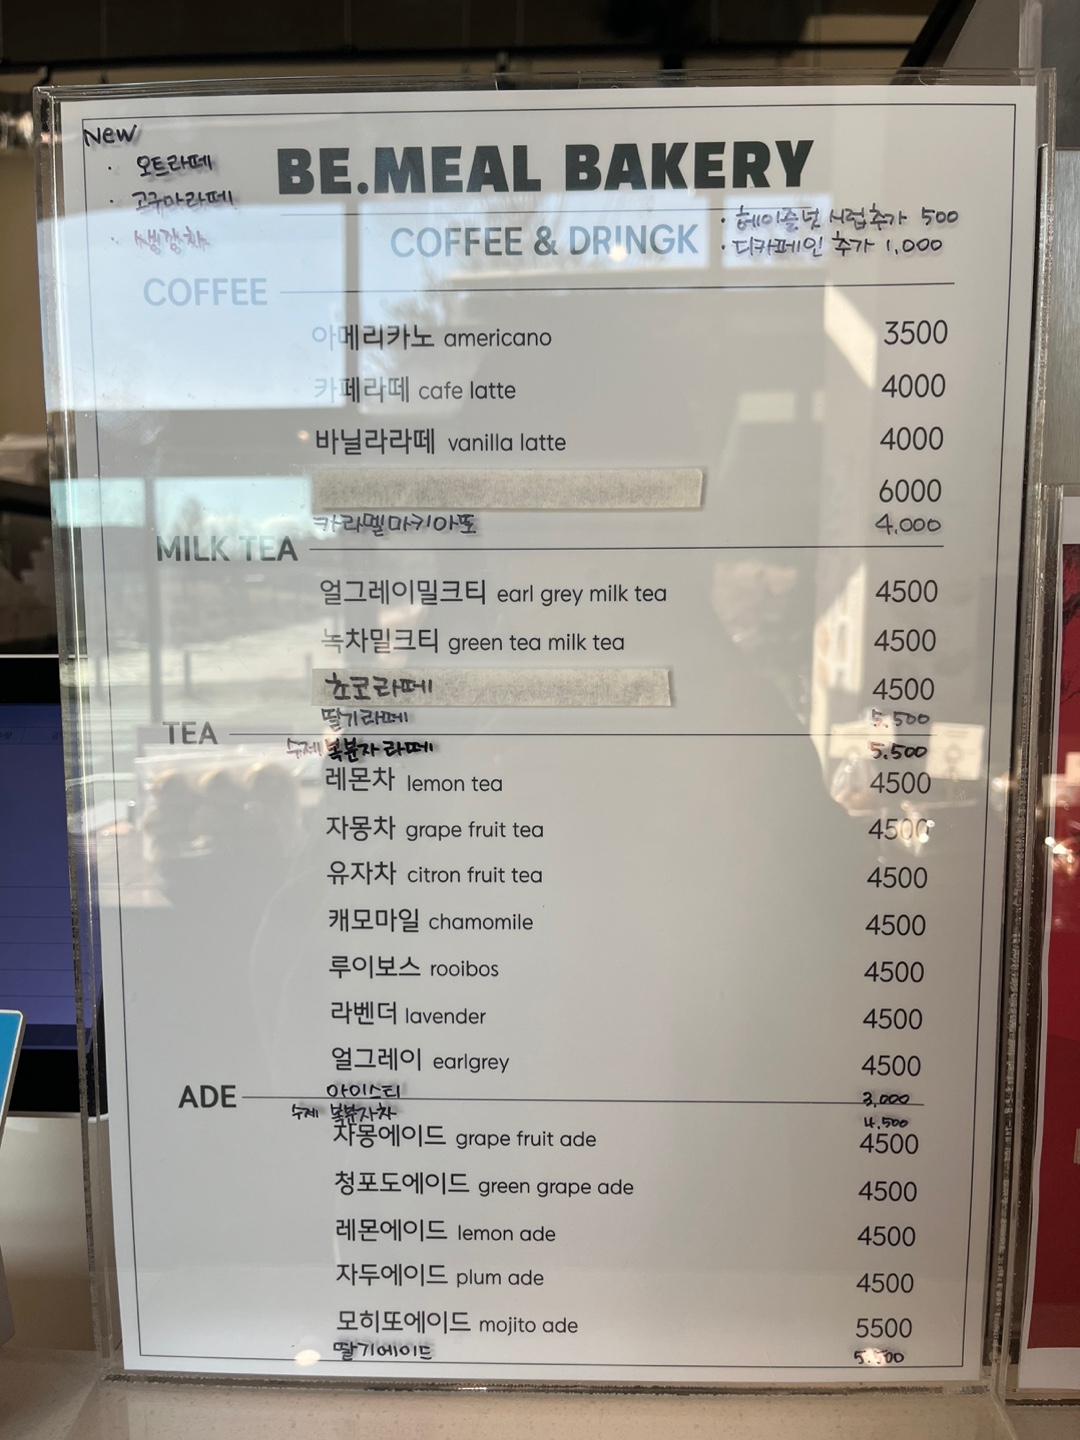 New
· 오트라떼
· 고구마라떼
· 생강차
BE.MEAL BAKERY
COFFEE & DRINGK
· 헤이즐넛 시럽추가 500
· 디카페인 추가 1,000
COFFEE
아메리카노 americano 3500
카페라떼 cafe latte 4000
바닐라라떼 vanilla latte 4000
6000
카라멜마키아또 4,000
MILK TEA
얼그레이밀크티 earl grey milk tea 4500
녹차밀크티 green tea milk tea 4500
초코라떼 4500
딸기라떼 5.500
TEA
수제 복분자 라떼 5.500
레몬차 lemon tea 4500
자몽차 grape fruit tea 4500
유자차 citron fruit tea 4500
캐모마일 chamomile 4500
루이보스 rooibos 4500
라벤더 lavender 4500
얼그레이 earlgrey 4500
아이스티 3,000
ADE
수제 복분자차 4.500
자몽에이드 grape fruit ade 4500
청포도에이드 green grape ade 4500
레몬에이드 lemon ade 4500
자두에이드 plum ade 4500
모히또에이드 mojito ade 5500
딸기에이드 5.500